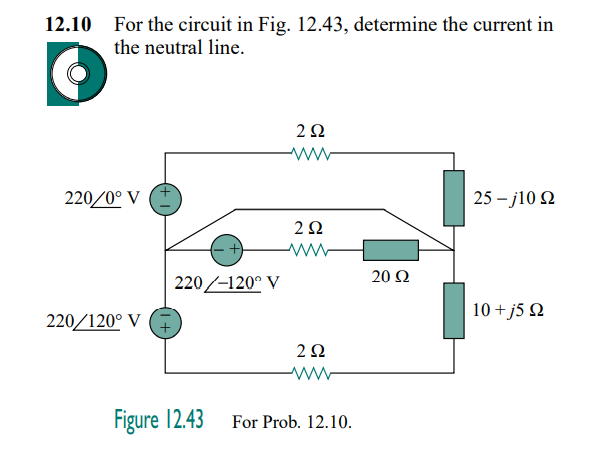 12.10 For the circuit in Fig. 12.43, determine the current in
the neutral line.
2 Ω
220∠0° V
+
−
25 – j10 Ω
2 Ω
− +
220∠–120° V
20 Ω
220∠120° V
−
+
10 + j5 Ω
2 Ω
Figure 12.43 For Prob. 12.10.